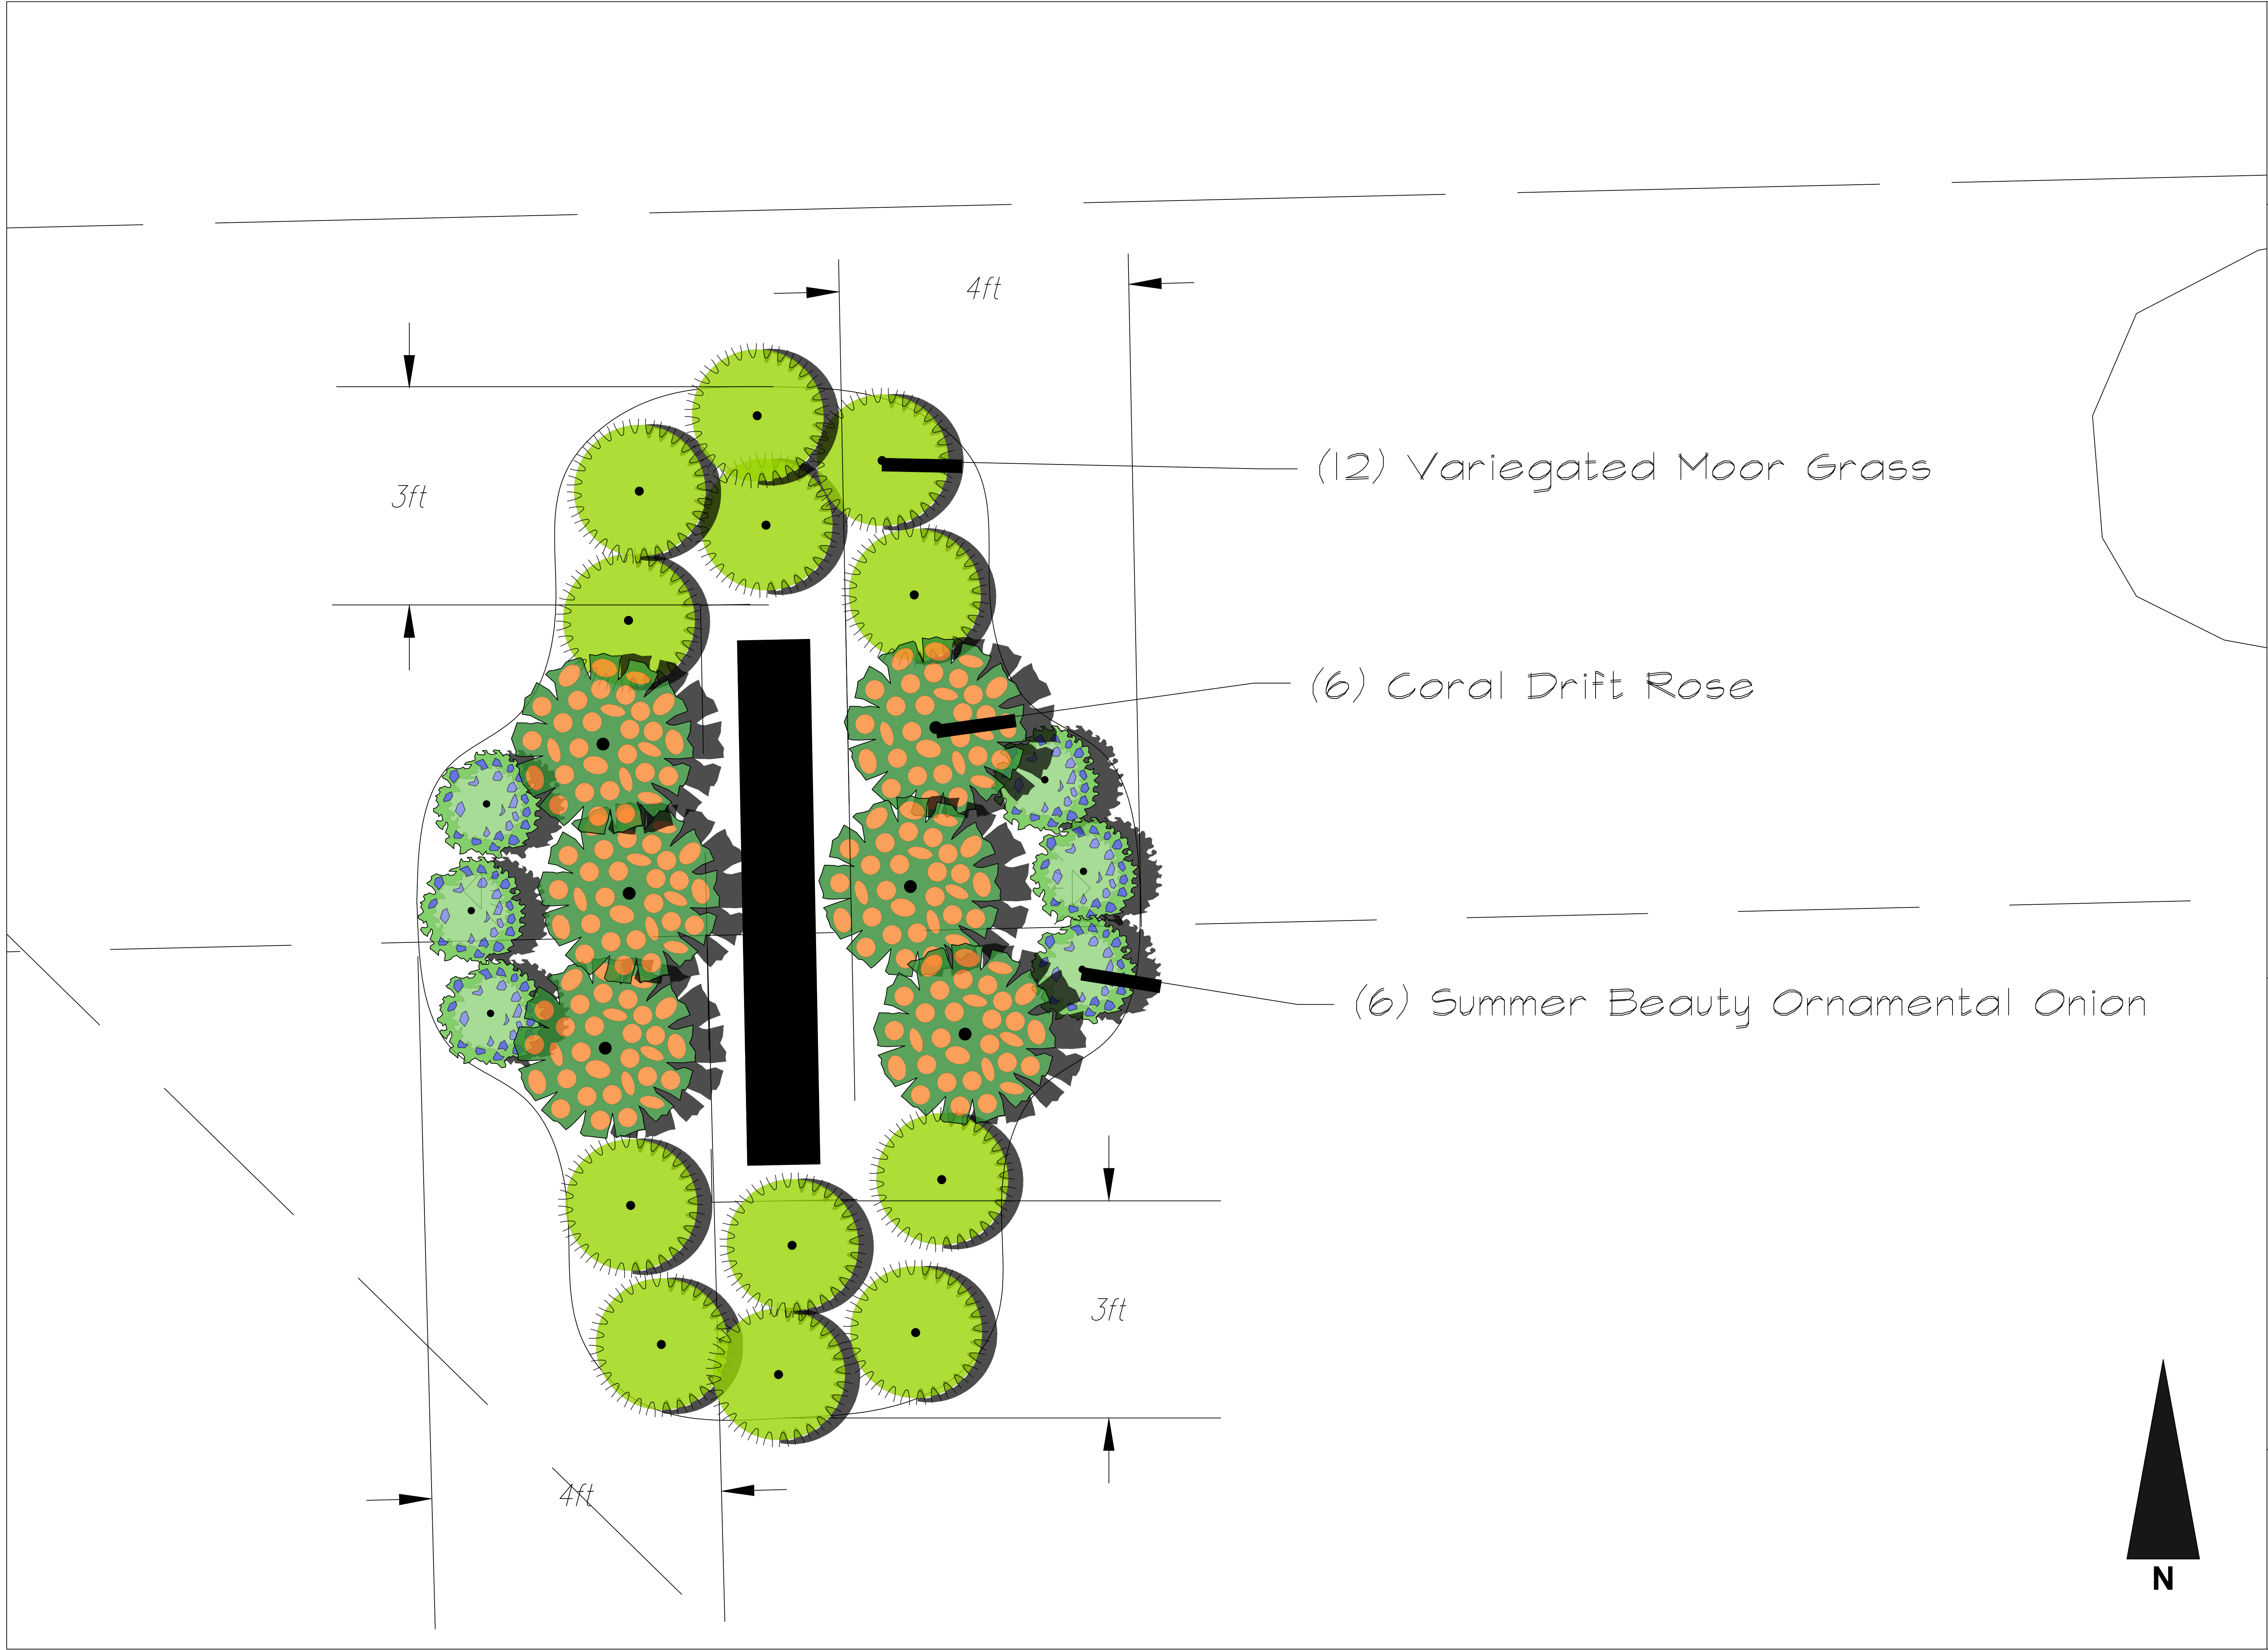 4ft
(12) Variegated Moor Grass
3ft
(6) Coral Drift Rose
(6) Summer Beauty Ornamental Onion
3ft
4ft
N